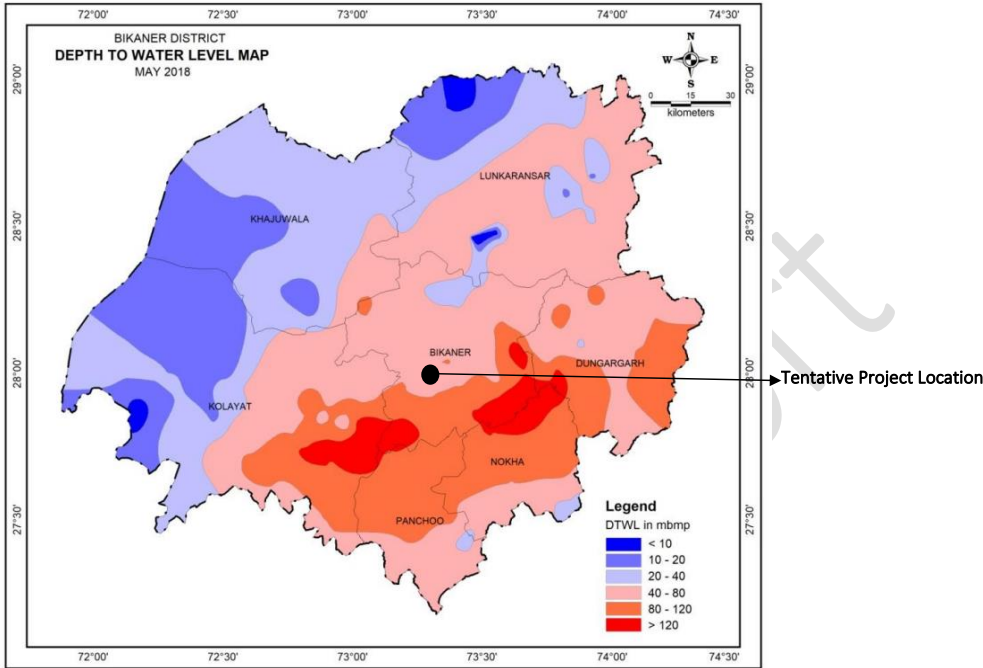 72°00' 72°30' 73°00' 73°30' 74°00' 74°30'
BIKANER DISTRICT
DEPTH TO WATER LEVEL MAP
MAY 2018
N
W E
S
0 15 30
kilometers
29°00'
29°00'
LUNKARANSAR
KHAJUWALA
28°30'
28°30'
BIKANER
DUNGARGARH
28°00'
28°00'
Tentative Project Location
KOLAYAT
NOKHA
PANCHOO
27°30'
27°30'
Legend
DTWL in mbmp
< 10
10 - 20
20 - 40
40 - 80
80 - 120
> 120
72°00' 72°30' 73°00' 73°30' 74°00' 74°30'